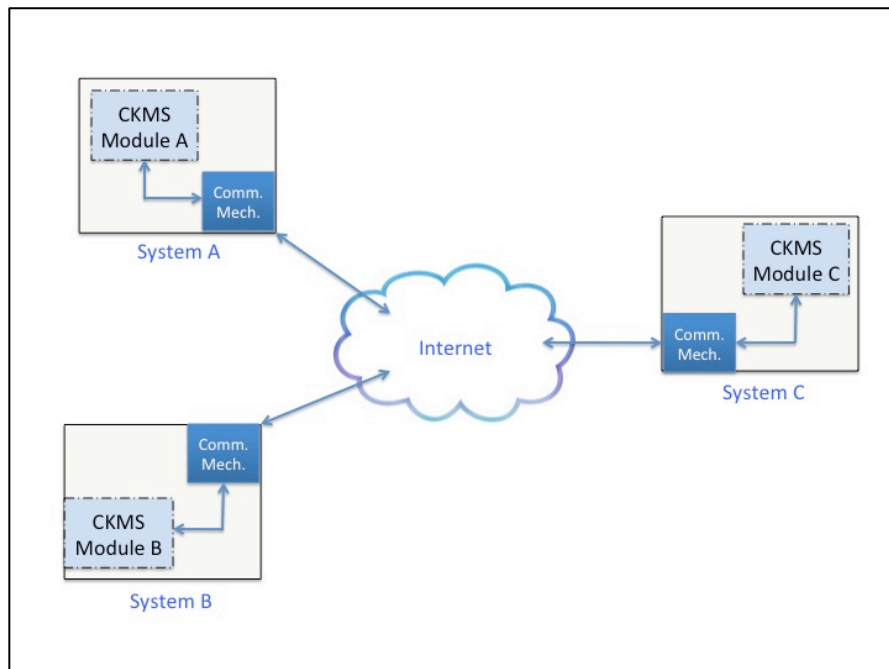 CKMS
Module A
Comm.
Mech.
System A
CKMS
Module C
Comm.
Mech.
System C
Internet
Comm.
Mech.
CKMS
Module B
System B